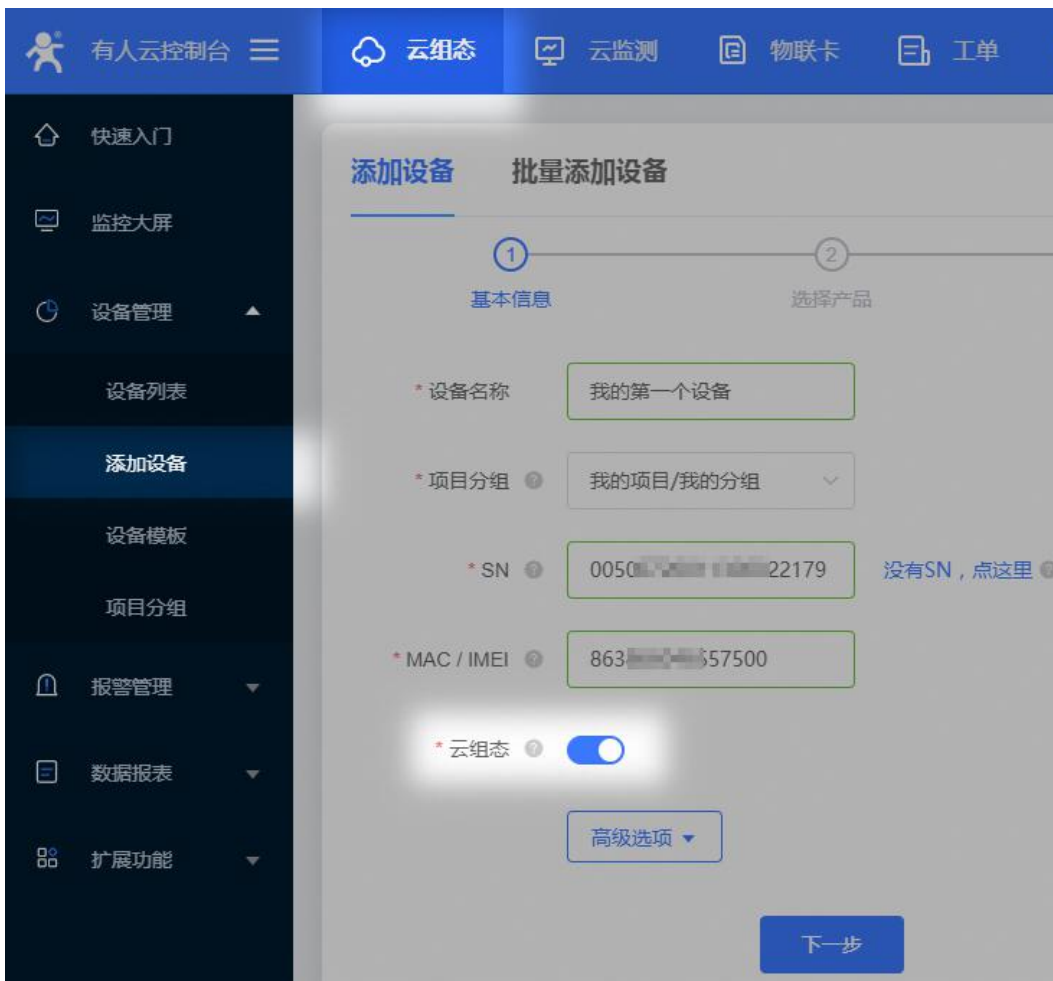 有人云控制台
云组态
云监测
物联卡
工单
快速入门
监控大屏
设备管理
设备列表
添加设备
设备模板
项目分组
报警管理
数据报表
扩展功能
添加设备
批量添加设备
1
基本信息
2
选择产品
* 设备名称
我的第一个设备
* 项目分组
我的项目/我的分组
* SN
0050 22179
没有SN，点这里
* MAC / IMEI
863 557500
* 云组态
高级选项
下一步